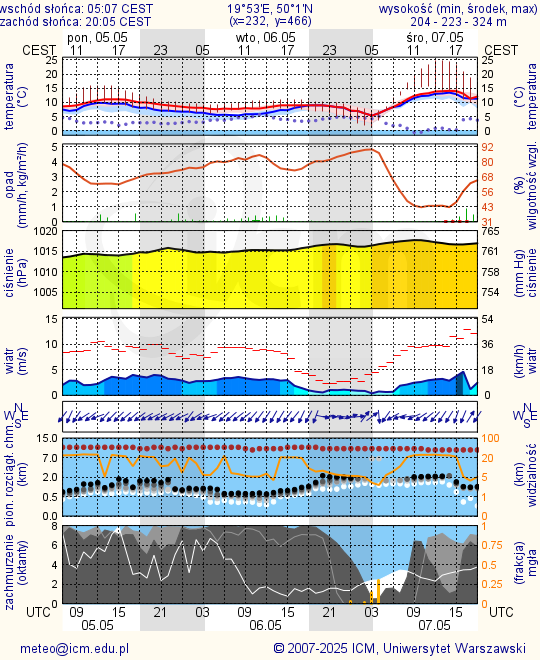 wschód słońca: 05:07 CEST 19°53'E, 50°1'N wysokość (min, środek, max)
zachód słońca: 20:05 CEST (x=232, y=466) 204 - 223 - 324 m
pon, 05.05 wto, 06.05 śro, 07.05
CEST 11 17 23 05 11 17 23 05 11 17 CEST
temperatura (°C)
25 20 15 10 5 0
25 20 15 10 5 0
temperatura (°C)
opad (mm/h, kg/m²/h)
5 4 3 2 1 0
92 80 68 56 43 31
(%) wilgotność wzgl.
ciśnienie (hPa)
1020 1015 1010 1005
765 761 758 754
(mm Hg) ciśnienie
wiatr (m/s)
15 10 5 0
54 36 18 0
(km/h) wiatr
N W E S
N W E S
pion. rozciągł. chm. (km)
15.0 7.0 2.0 0.5 0.0
100 20 5 1 0
(km) widzialność
zachmurzenie (oktanty)
8 6 4 2 0
1 0.75 0.5 0.25 0
(frakcja) mgła
UTC 09 15 21 03 09 15 21 03 09 15 UTC
05.05 06.05 07.05
meteo@icm.edu.pl © 2007-2025 ICM, Uniwersytet Warszawski